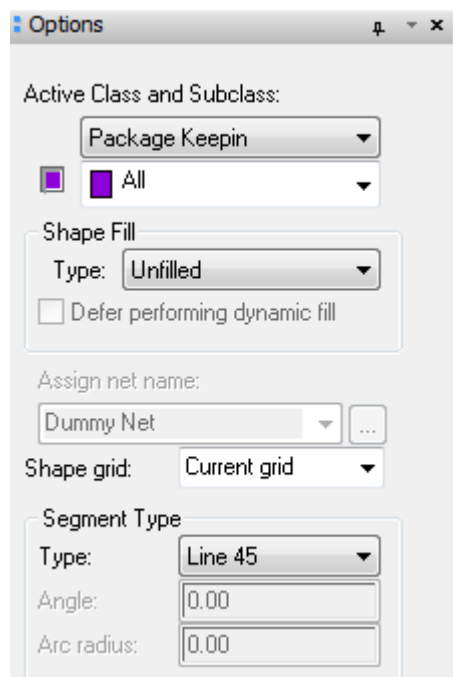 Options
Active Class and Subclass:
Package Keepin
All
Shape Fill
Type: Unfilled
Defer performing dynamic fill
Assign net name:
Dummy Net ...
Shape grid: Current grid
Segment Type
Type: Line 45
Angle: 0.00
Arc radius: 0.00